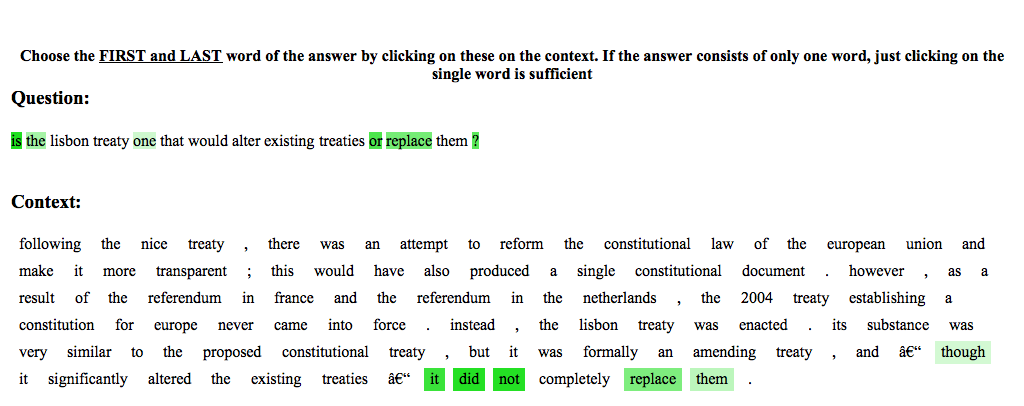 Choose the FIRST and LAST word of the answer by clicking on these on the context. If the answer consists of only one word, just clicking on the
single word is sufficient
Question:
is the lisbon treaty one that would alter existing treaties or replace them ?
Context:
following the nice treaty , there was an attempt to reform the constitutional law of the european union and
make it more transparent ; this would have also produced a single constitutional document . however , as a
result of the referendum in france and the referendum in the netherlands , the 2004 treaty establishing a
constitution for europe never came into force . instead , the lisbon treaty was enacted . its substance was
very similar to the proposed constitutional treaty , but it was formally an amending treaty , and â€“ though
it significantly altered the existing treaties â€“ it did not completely replace them .